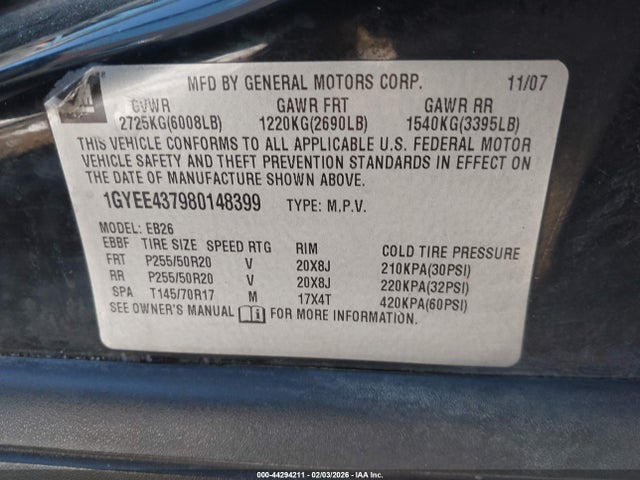 MFD BY GENERAL MOTORS CORP. 11/07
GVWR GAWR FRT GAWR RR
2725KG(6008LB) 1220KG(2690LB) 1540KG(3395LB)
THIS VEHICLE CONFORMS TO ALL APPLICABLE U.S. FEDERAL MOTOR
VEHICLE SAFETY AND THEFT PREVENTION STANDARDS IN EFFECT ON
THE DATE OF MANUFACTURE SHOWN ABOVE.
1GYEE437980148399 TYPE: M.P.V.
MODEL: EB26
EBBF TIRE SIZE SPEED RTG RIM COLD TIRE PRESSURE
FRT P255/50R20 V 20X8J 210KPA(30PSI)
RR P255/50R20 V 20X8J 220KPA(32PSI)
SPA T145/70R17 M 17X4T 420KPA(60PSI)
SEE OWNER'S MANUAL i FOR MORE INFORMATION.
000-44294211 - 02/03/2026 - IAAI.com